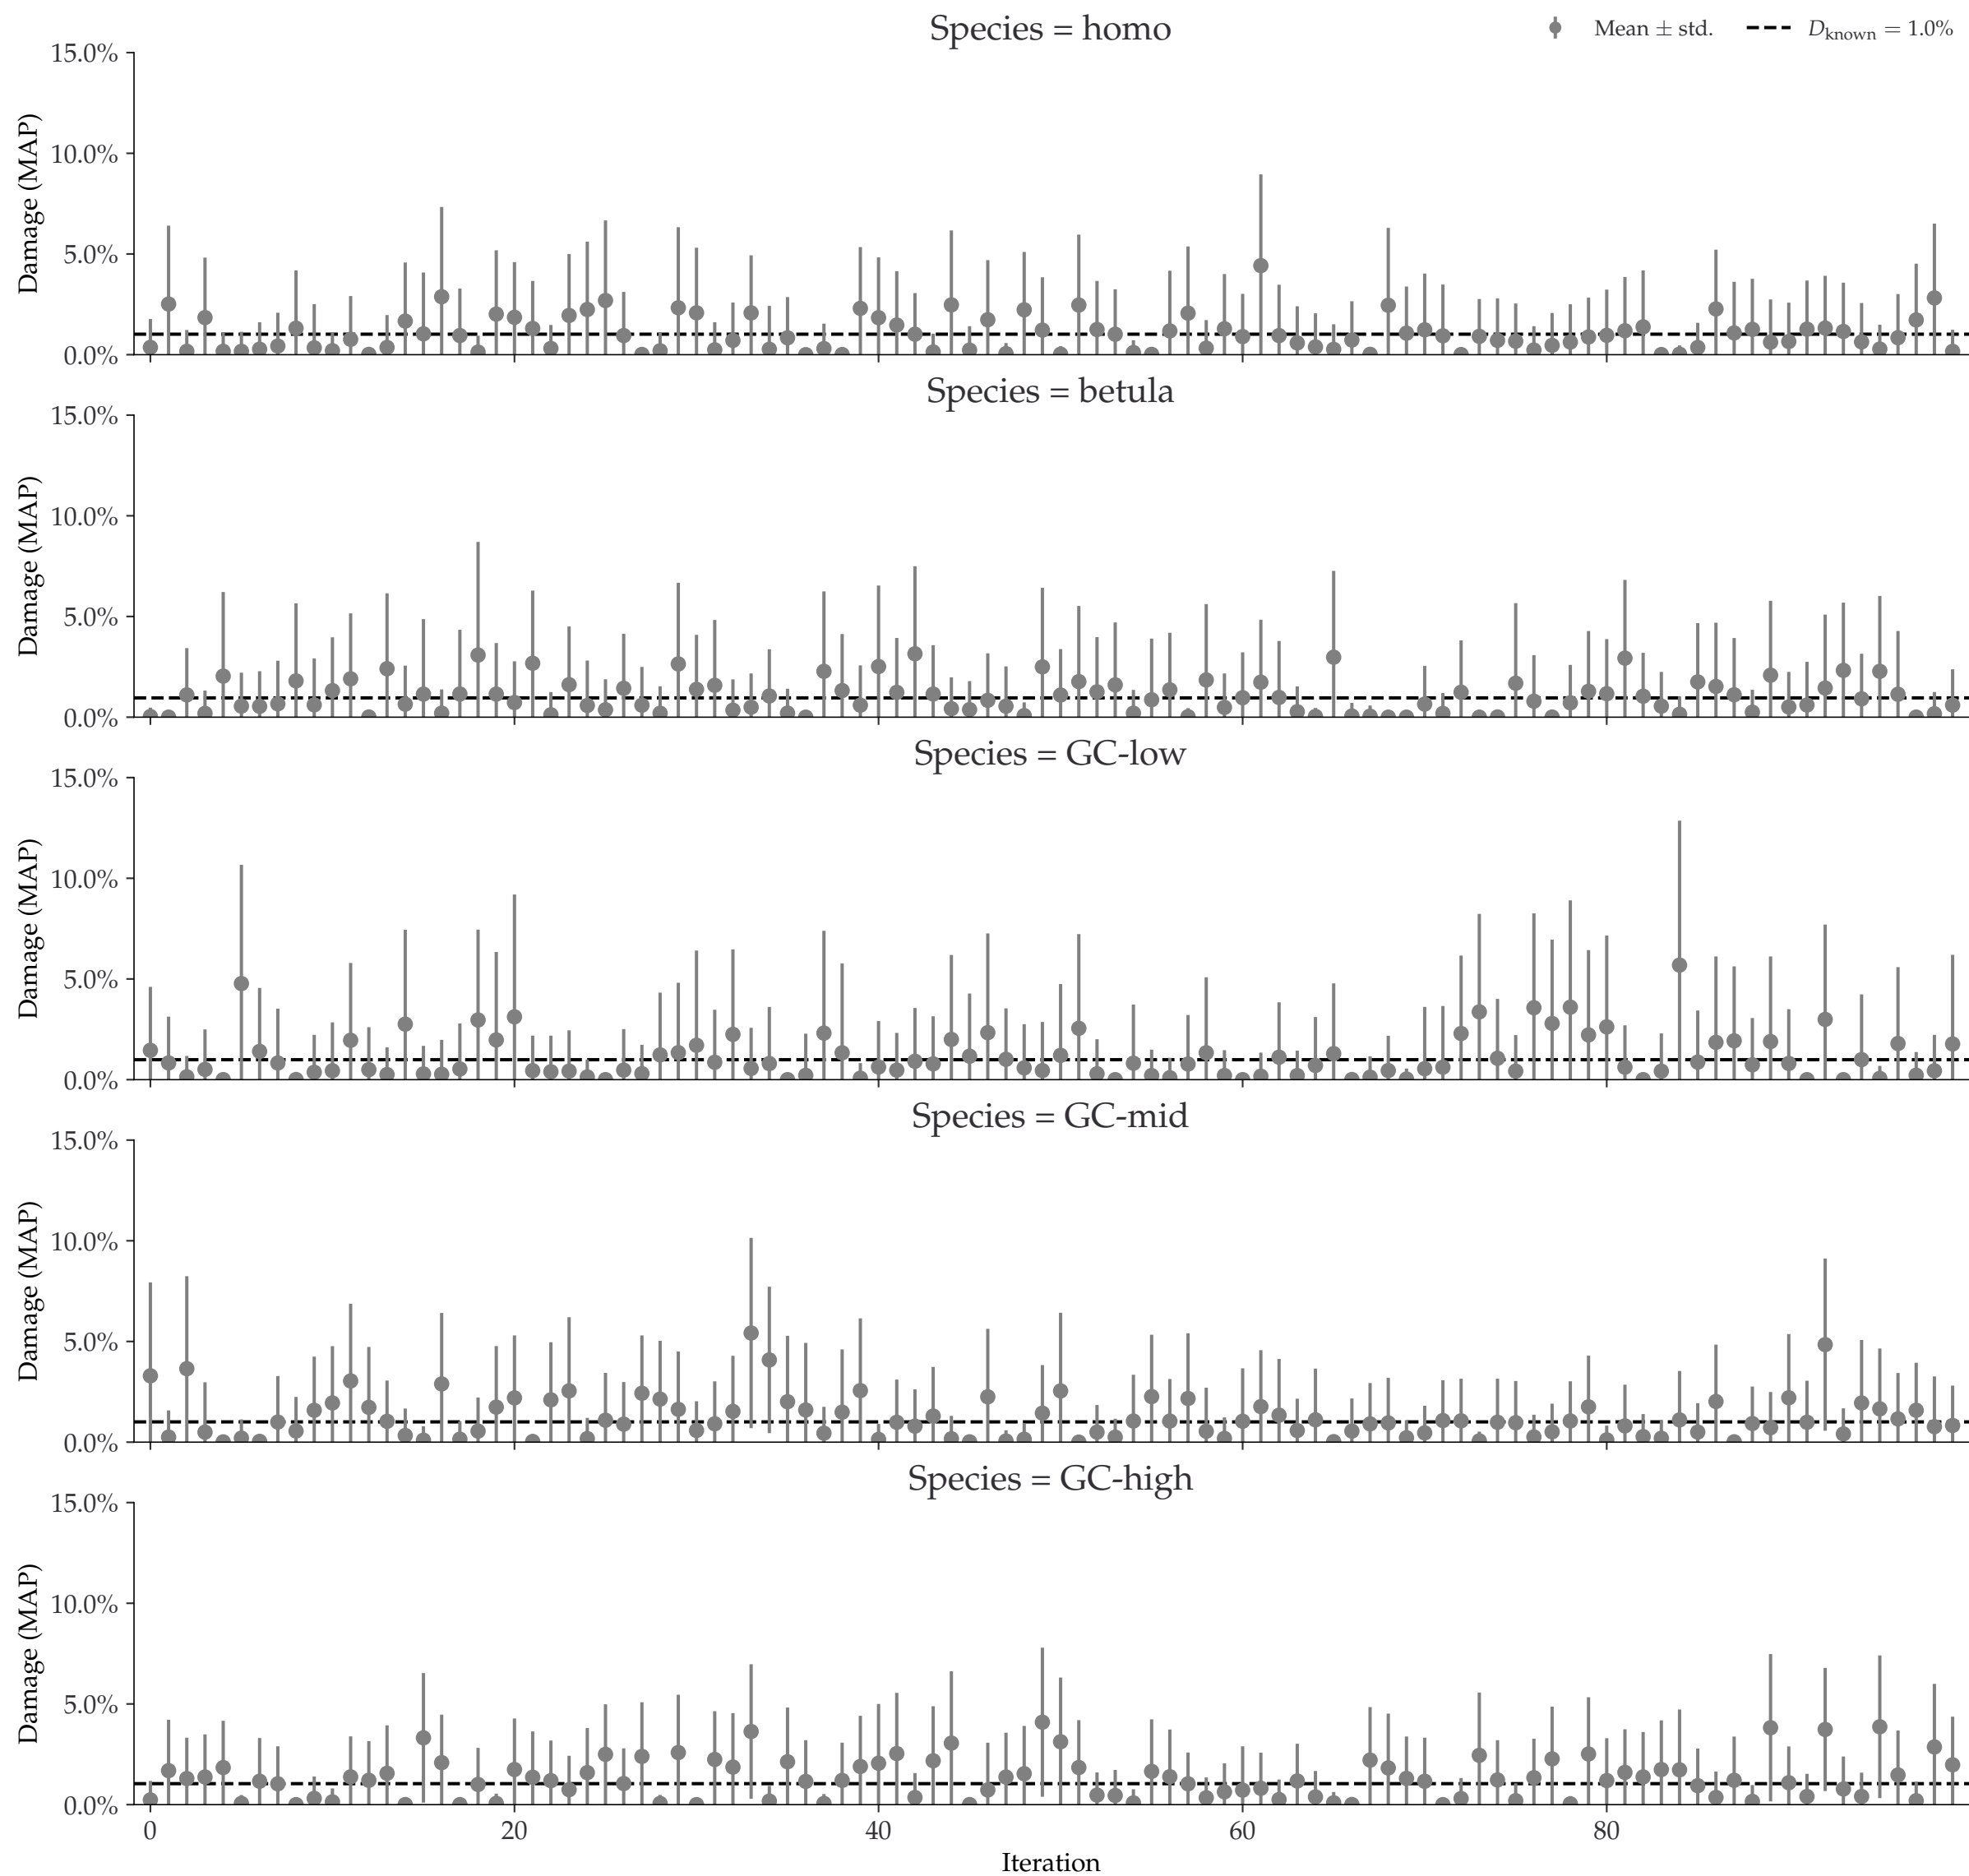 Species = homo
Mean ± std.
D_known = 1.0%
15.0%
10.0%
5.0%
0.0%
Damage (MAP)
Species = betula
15.0%
10.0%
5.0%
0.0%
Damage (MAP)
Species = GC-low
15.0%
10.0%
5.0%
0.0%
Damage (MAP)
Species = GC-mid
15.0%
10.0%
5.0%
0.0%
Damage (MAP)
Species = GC-high
15.0%
10.0%
5.0%
0.0%
Damage (MAP)
0 20 40 60 80
Iteration